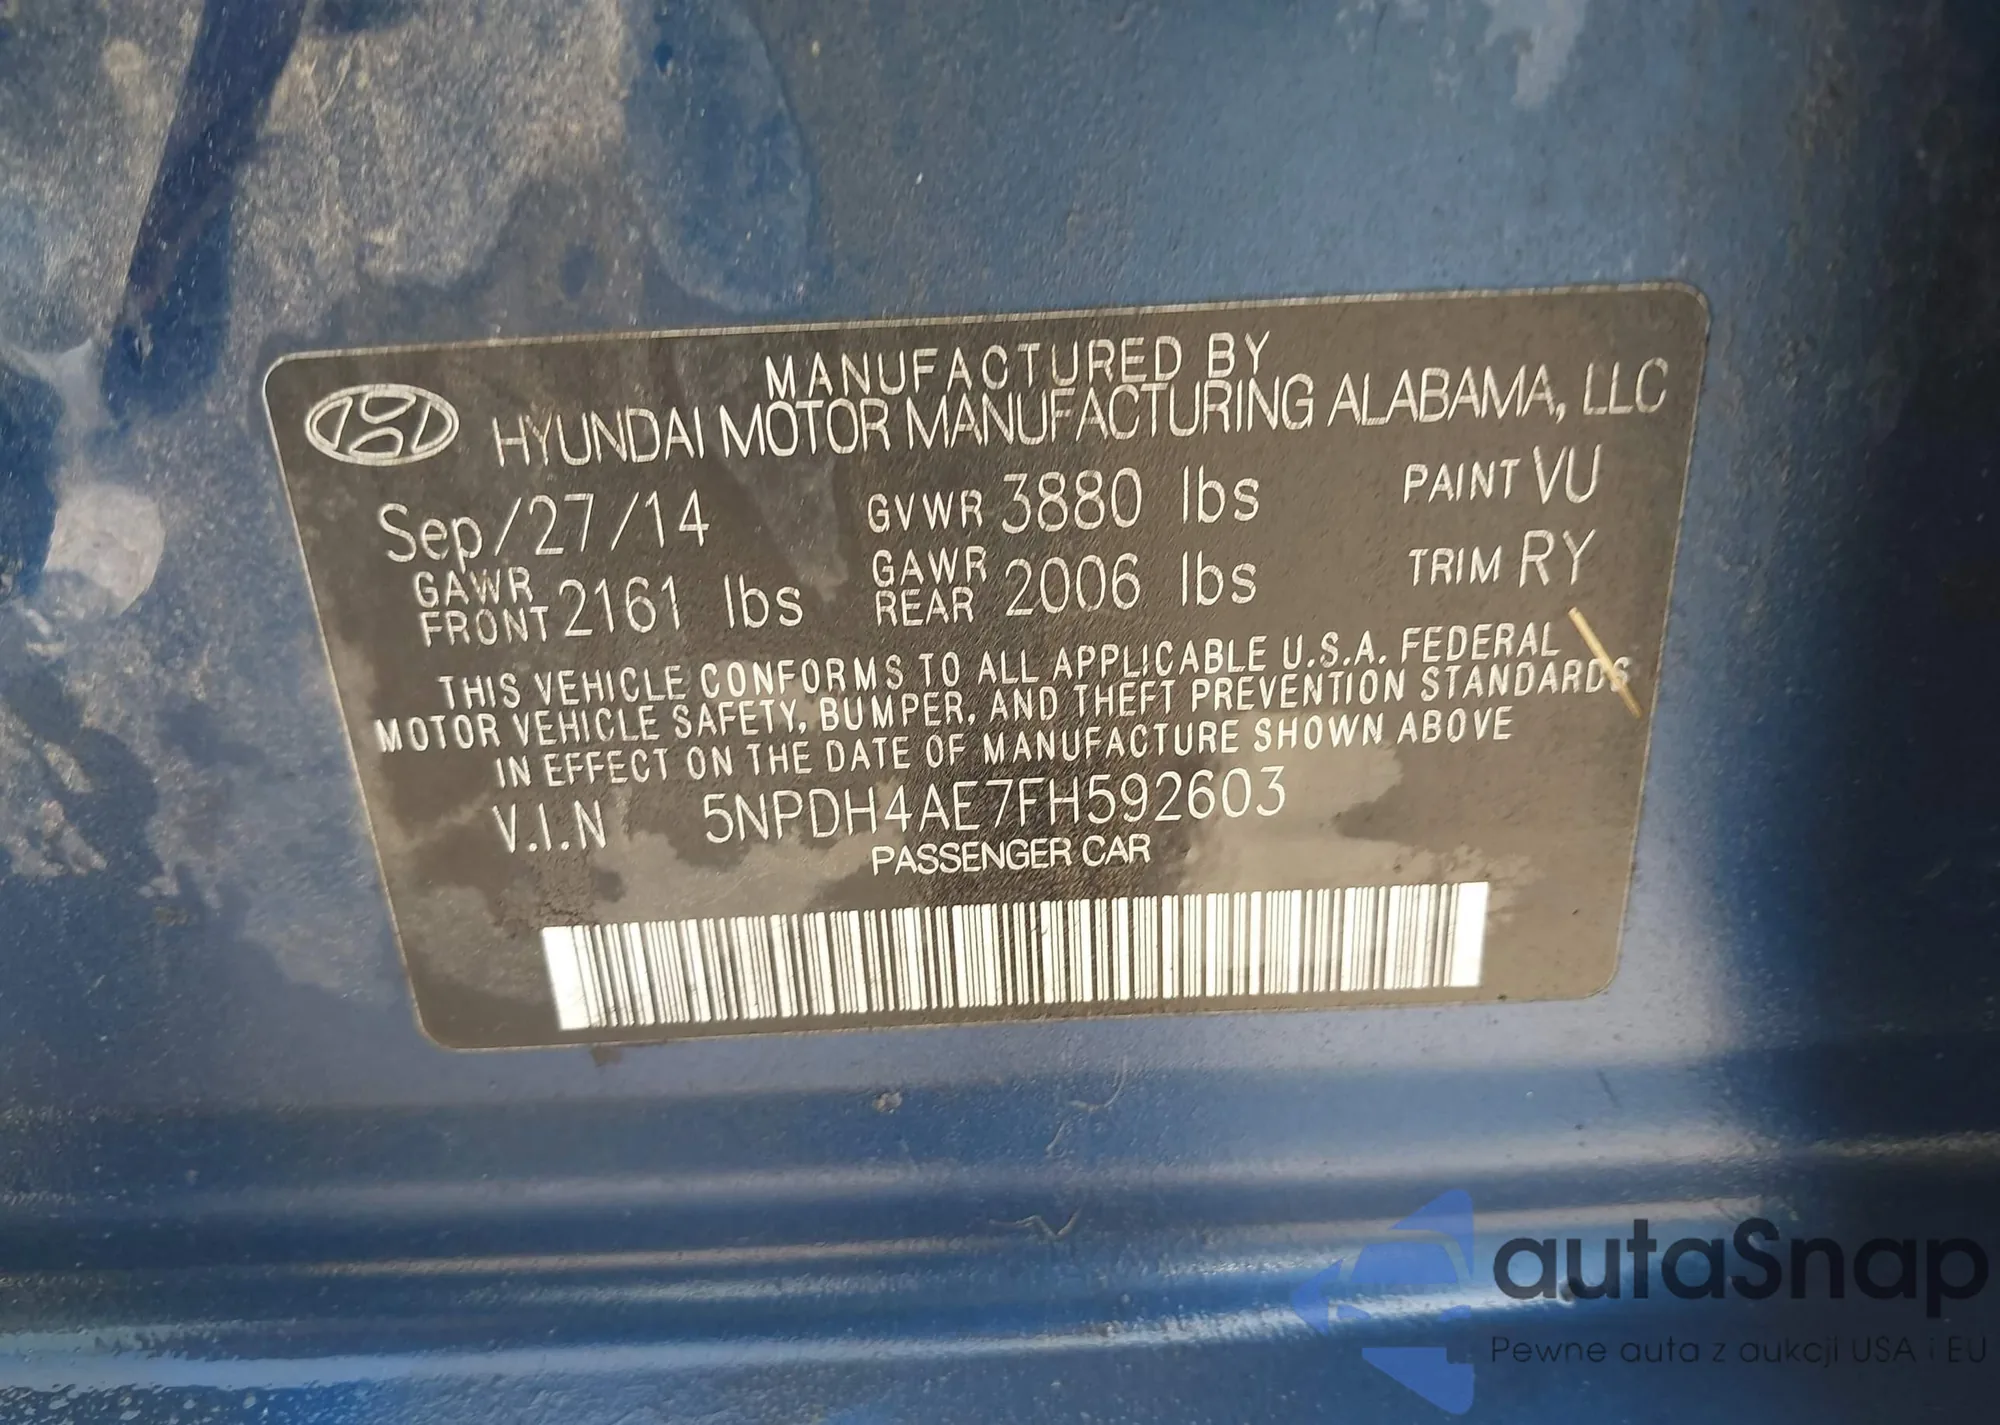 MANUFACTURED BY
HYUNDAI MOTOR MANUFACTURING ALABAMA, LLC
Sep/27/14 GVWR 3880 lbs PAINT VU
GAWR FRONT 2161 lbs GAWR REAR 2006 lbs TRIM RY
THIS VEHICLE CONFORMS TO ALL APPLICABLE U.S.A. FEDERAL
MOTOR VEHICLE SAFETY, BUMPER, AND THEFT PREVENTION STANDARDS
IN EFFECT ON THE DATE OF MANUFACTURE SHOWN ABOVE
V.I.N 5NPDH4AE7FH592603
PASSENGER CAR
autaSnap
Pewne auta z aukcji USA i EU